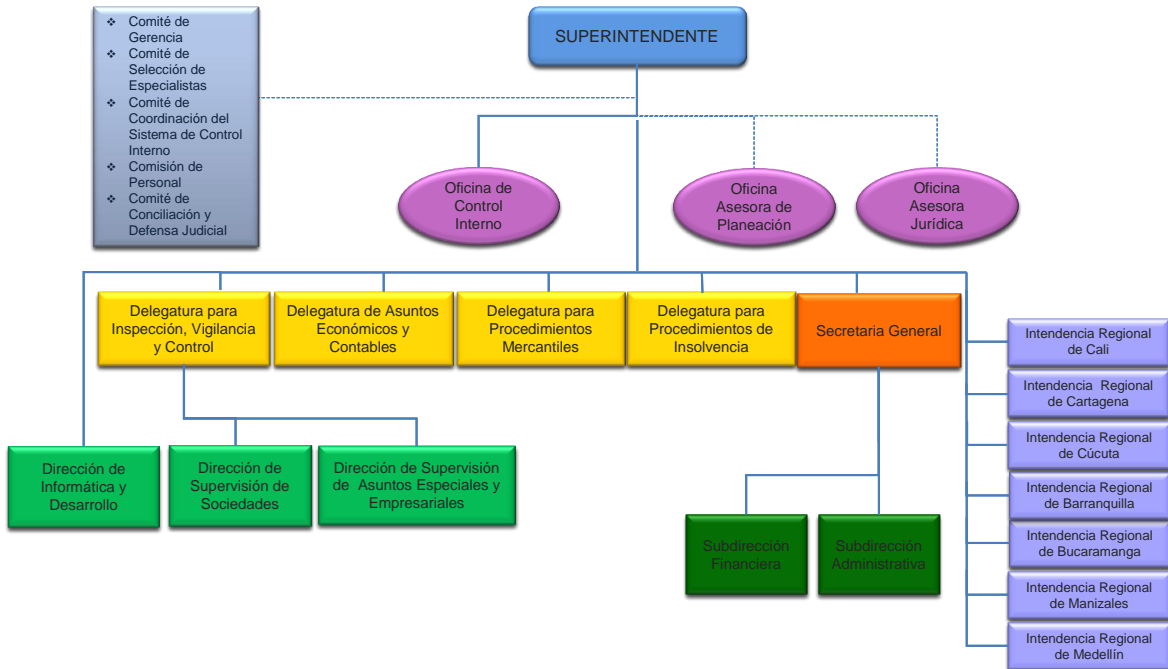 ❖ Comité de
Gerencia
❖ Comité de
Selección de
Especialistas
❖ Comité de
Coordinación del
Sistema de Control
Interno
❖ Comisión de
Personal
❖ Comité de
Conciliación y
Defensa Judicial
SUPERINTENDENTE
Oficina de
Control
Interno
Oficina
Asesora de
Planeación
Oficina
Asesora
Jurídica
Delegatura para
Inspección, Vigilancia
y Control
Delegatura de Asuntos
Económicos y
Contables
Delegatura para
Procedimientos
Mercantiles
Delegatura para
Procedimientos de
Insolvencia
Secretaria General
Dirección de
Informática y
Desarrollo
Dirección de
Supervisión de
Sociedades
Dirección de Supervisión
de Asuntos Especiales y
Empresariales
Subdirección
Financiera
Subdirección
Administrativa
Intendencia Regional
de Cali
Intendencia Regional
de Cartagena
Intendencia Regional
de Cúcuta
Intendencia Regional
de Barranquilla
Intendencia Regional
de Bucaramanga
Intendencia Regional
de Manizales
Intendencia Regional
de Medellín